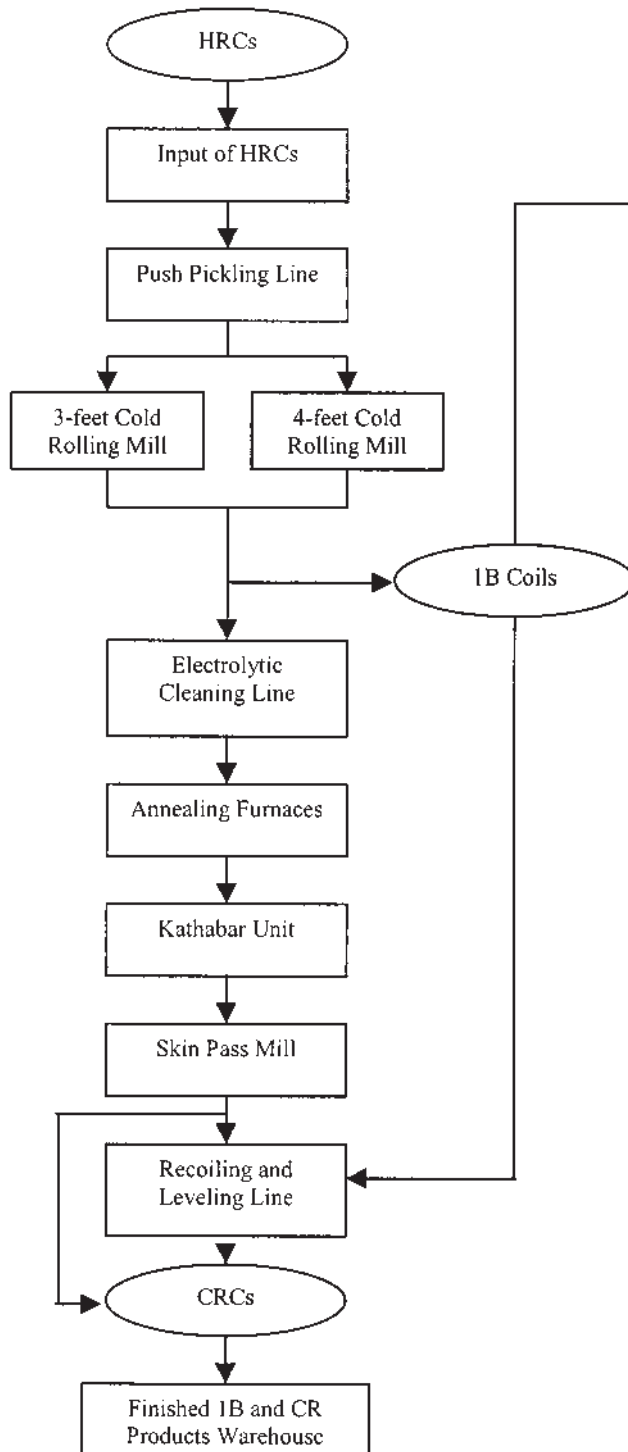 HRCs
Input of HRCs
Push Pickling Line
3-feet Cold
Rolling Mill
4-feet Cold
Rolling Mill
1B Coils
Electrolytic
Cleaning Line
Annealing Furnaces
Kathabar Unit
Skin Pass Mill
Recoiling and
Leveling Line
CRCs
Finished 1B and CR
Products Warehouse